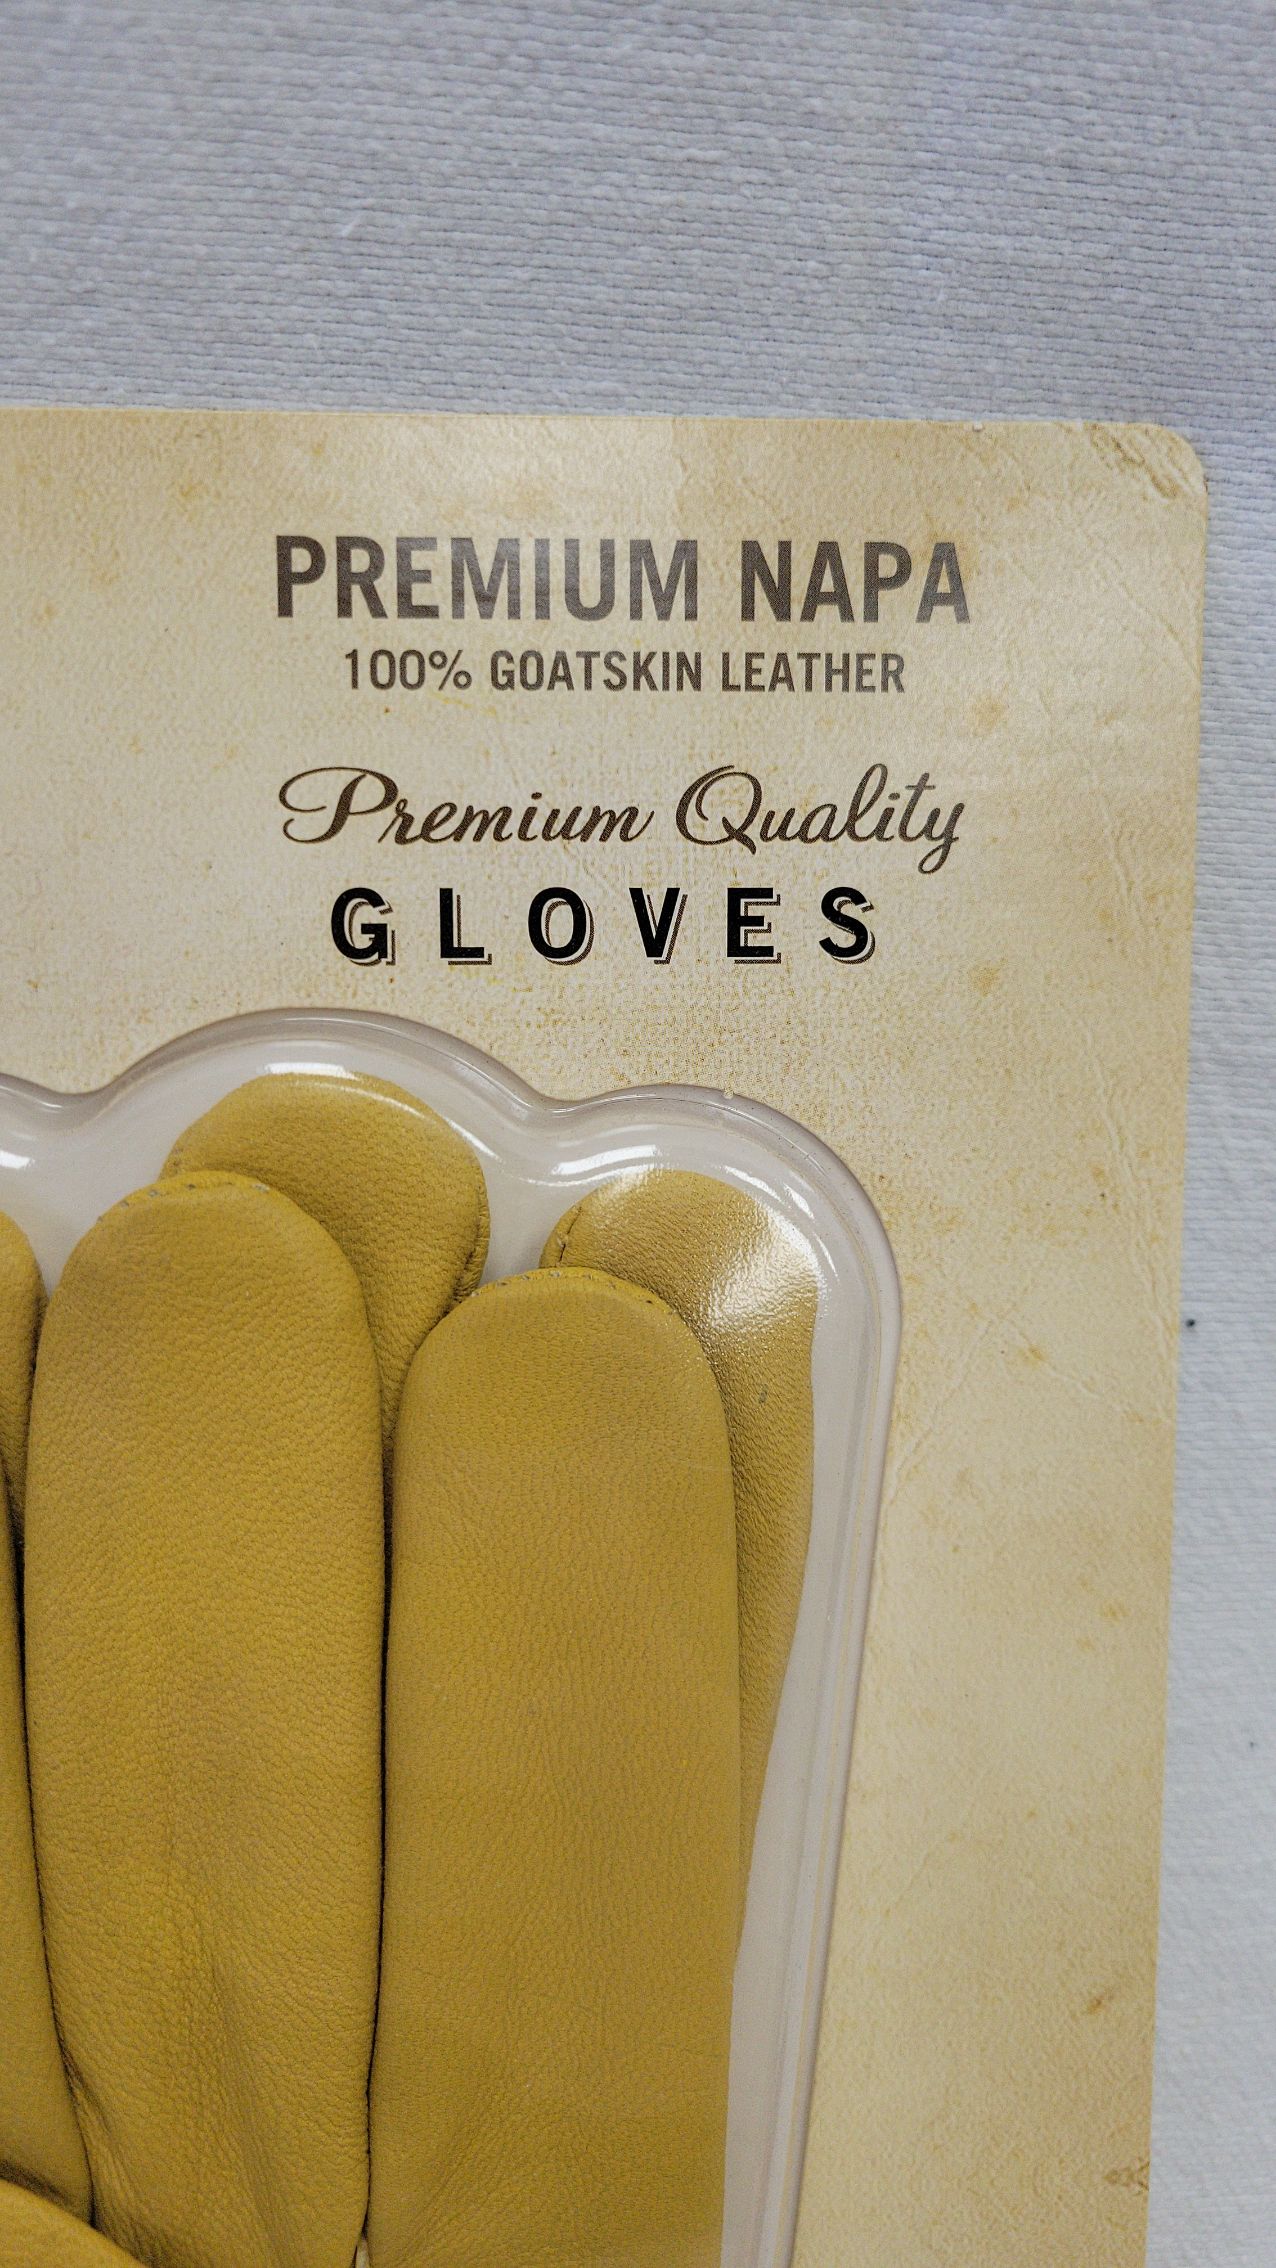 PREMIUM NAPA
100% GOATSKIN LEATHER
Premium Quality
GLOVES